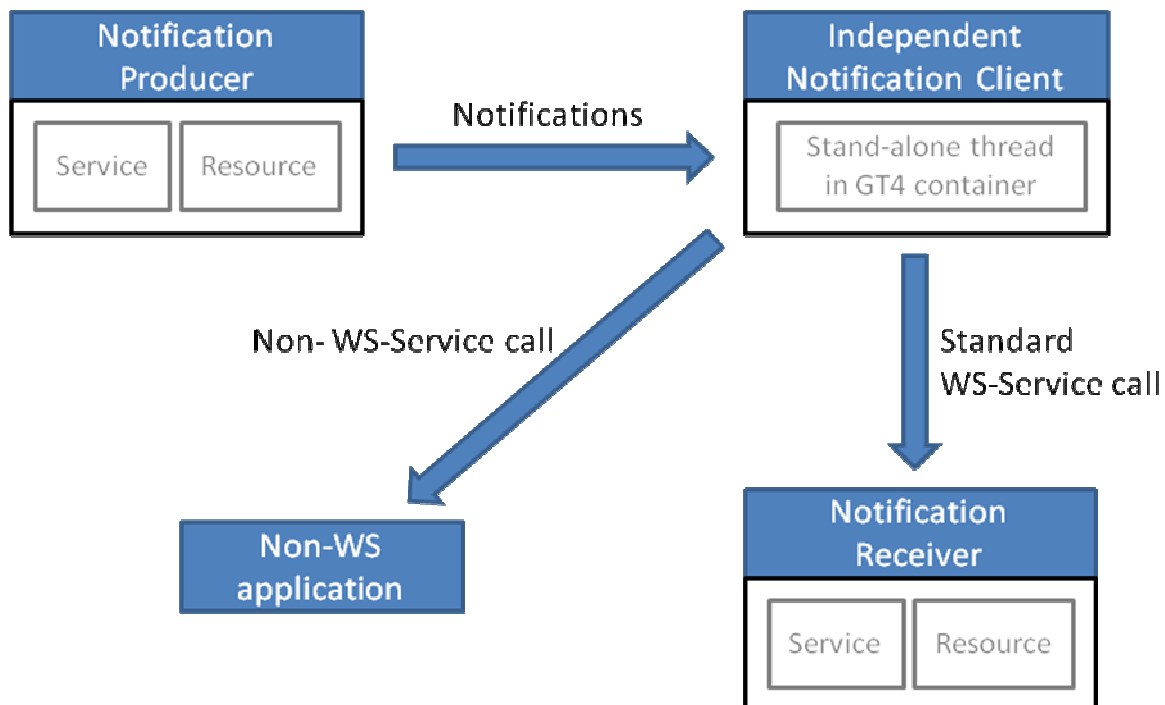 Notification
Producer
Service
Resource
Notifications
Independent
Notification Client
Stand-alone thread
in GT4 container
Non- WS-Service call
Standard
WS-Service call
Non-WS
application
Notification
Receiver
Service
Resource